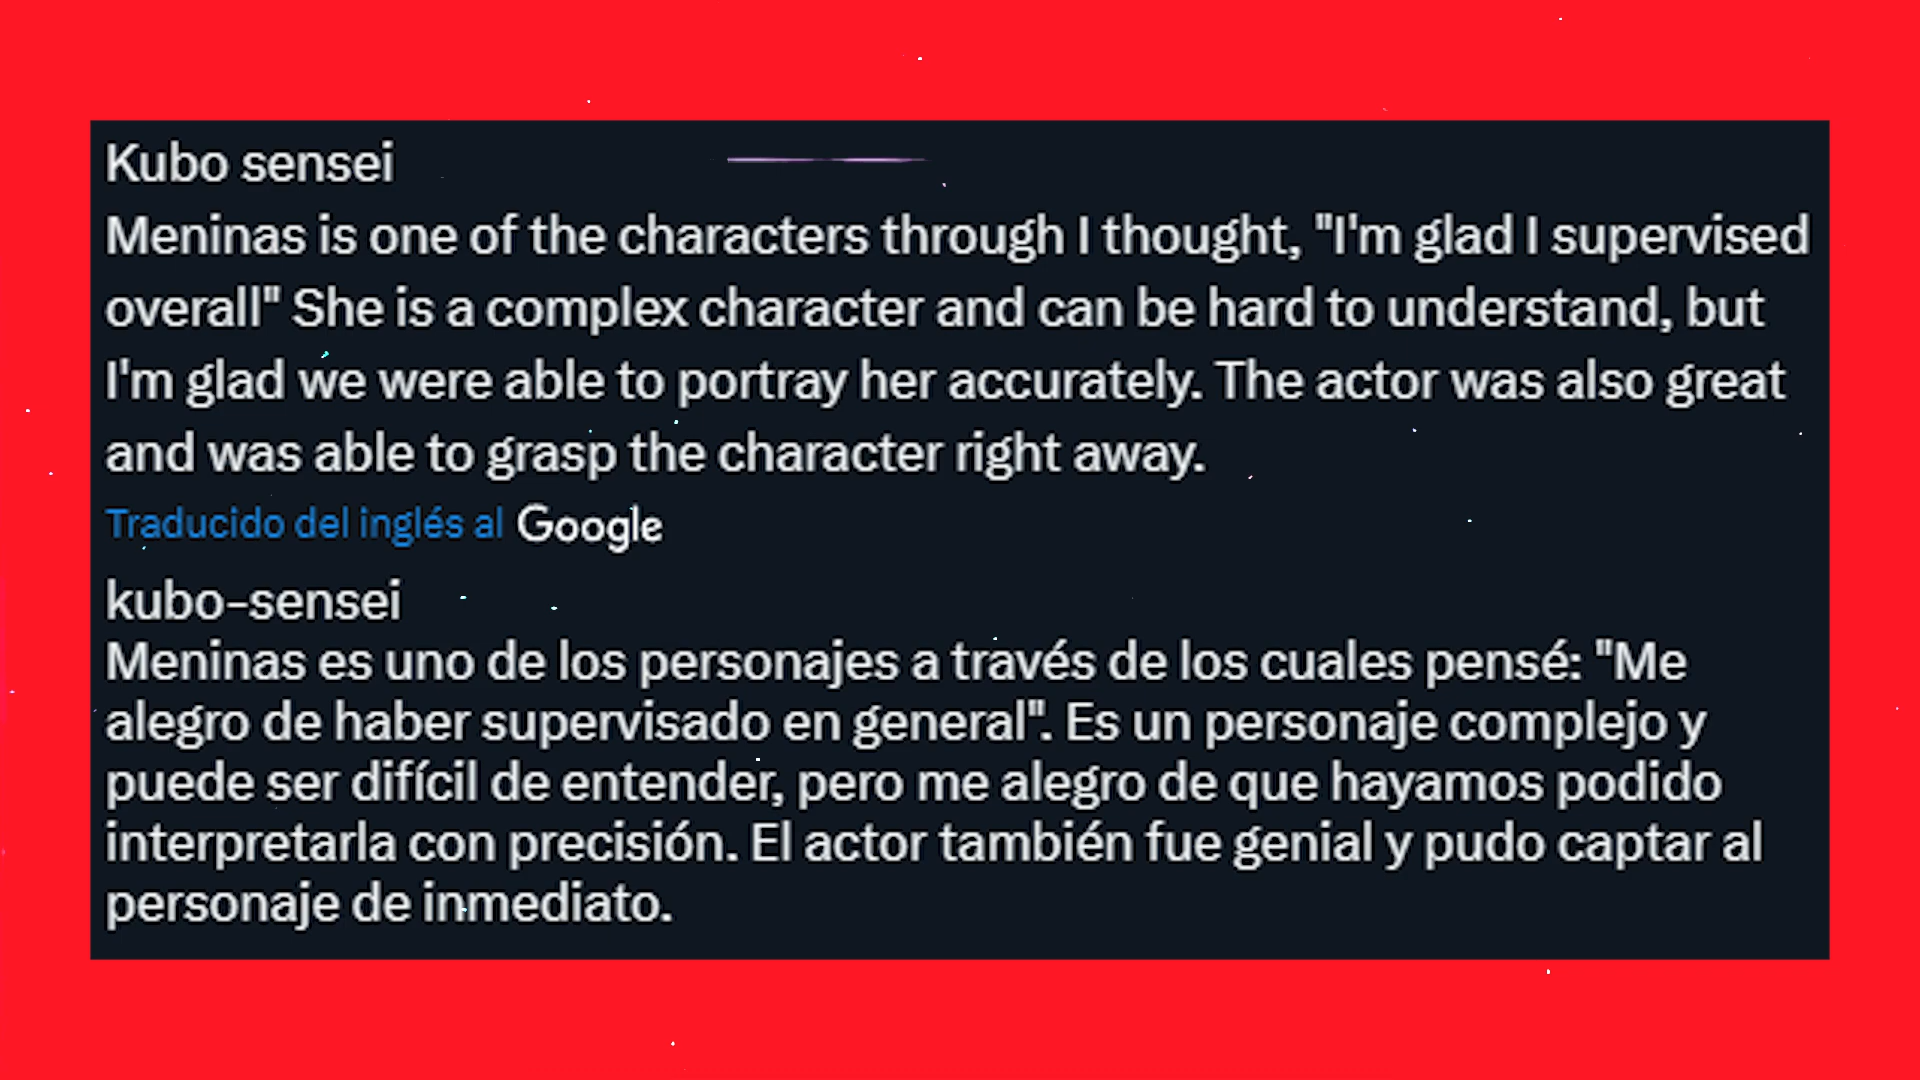 Kubo sensei
Meninas is one of the characters through I thought, "I'm glad I supervised
overall" She is a complex character and can be hard to understand, but
I'm glad we were able to portray her accurately. The actor was also great
and was able to grasp the character right away.
Traducido del inglés al Google
kubo-sensei
Meninas es uno de los personajes a través de los cuales pensé: "Me
alegro de haber supervisado en general". Es un personaje complejo y
puede ser difícil de entender, pero me alegro de que hayamos podido
interpretarla con precisión. El actor también fue genial y pudo captar al
personaje de inmediato.